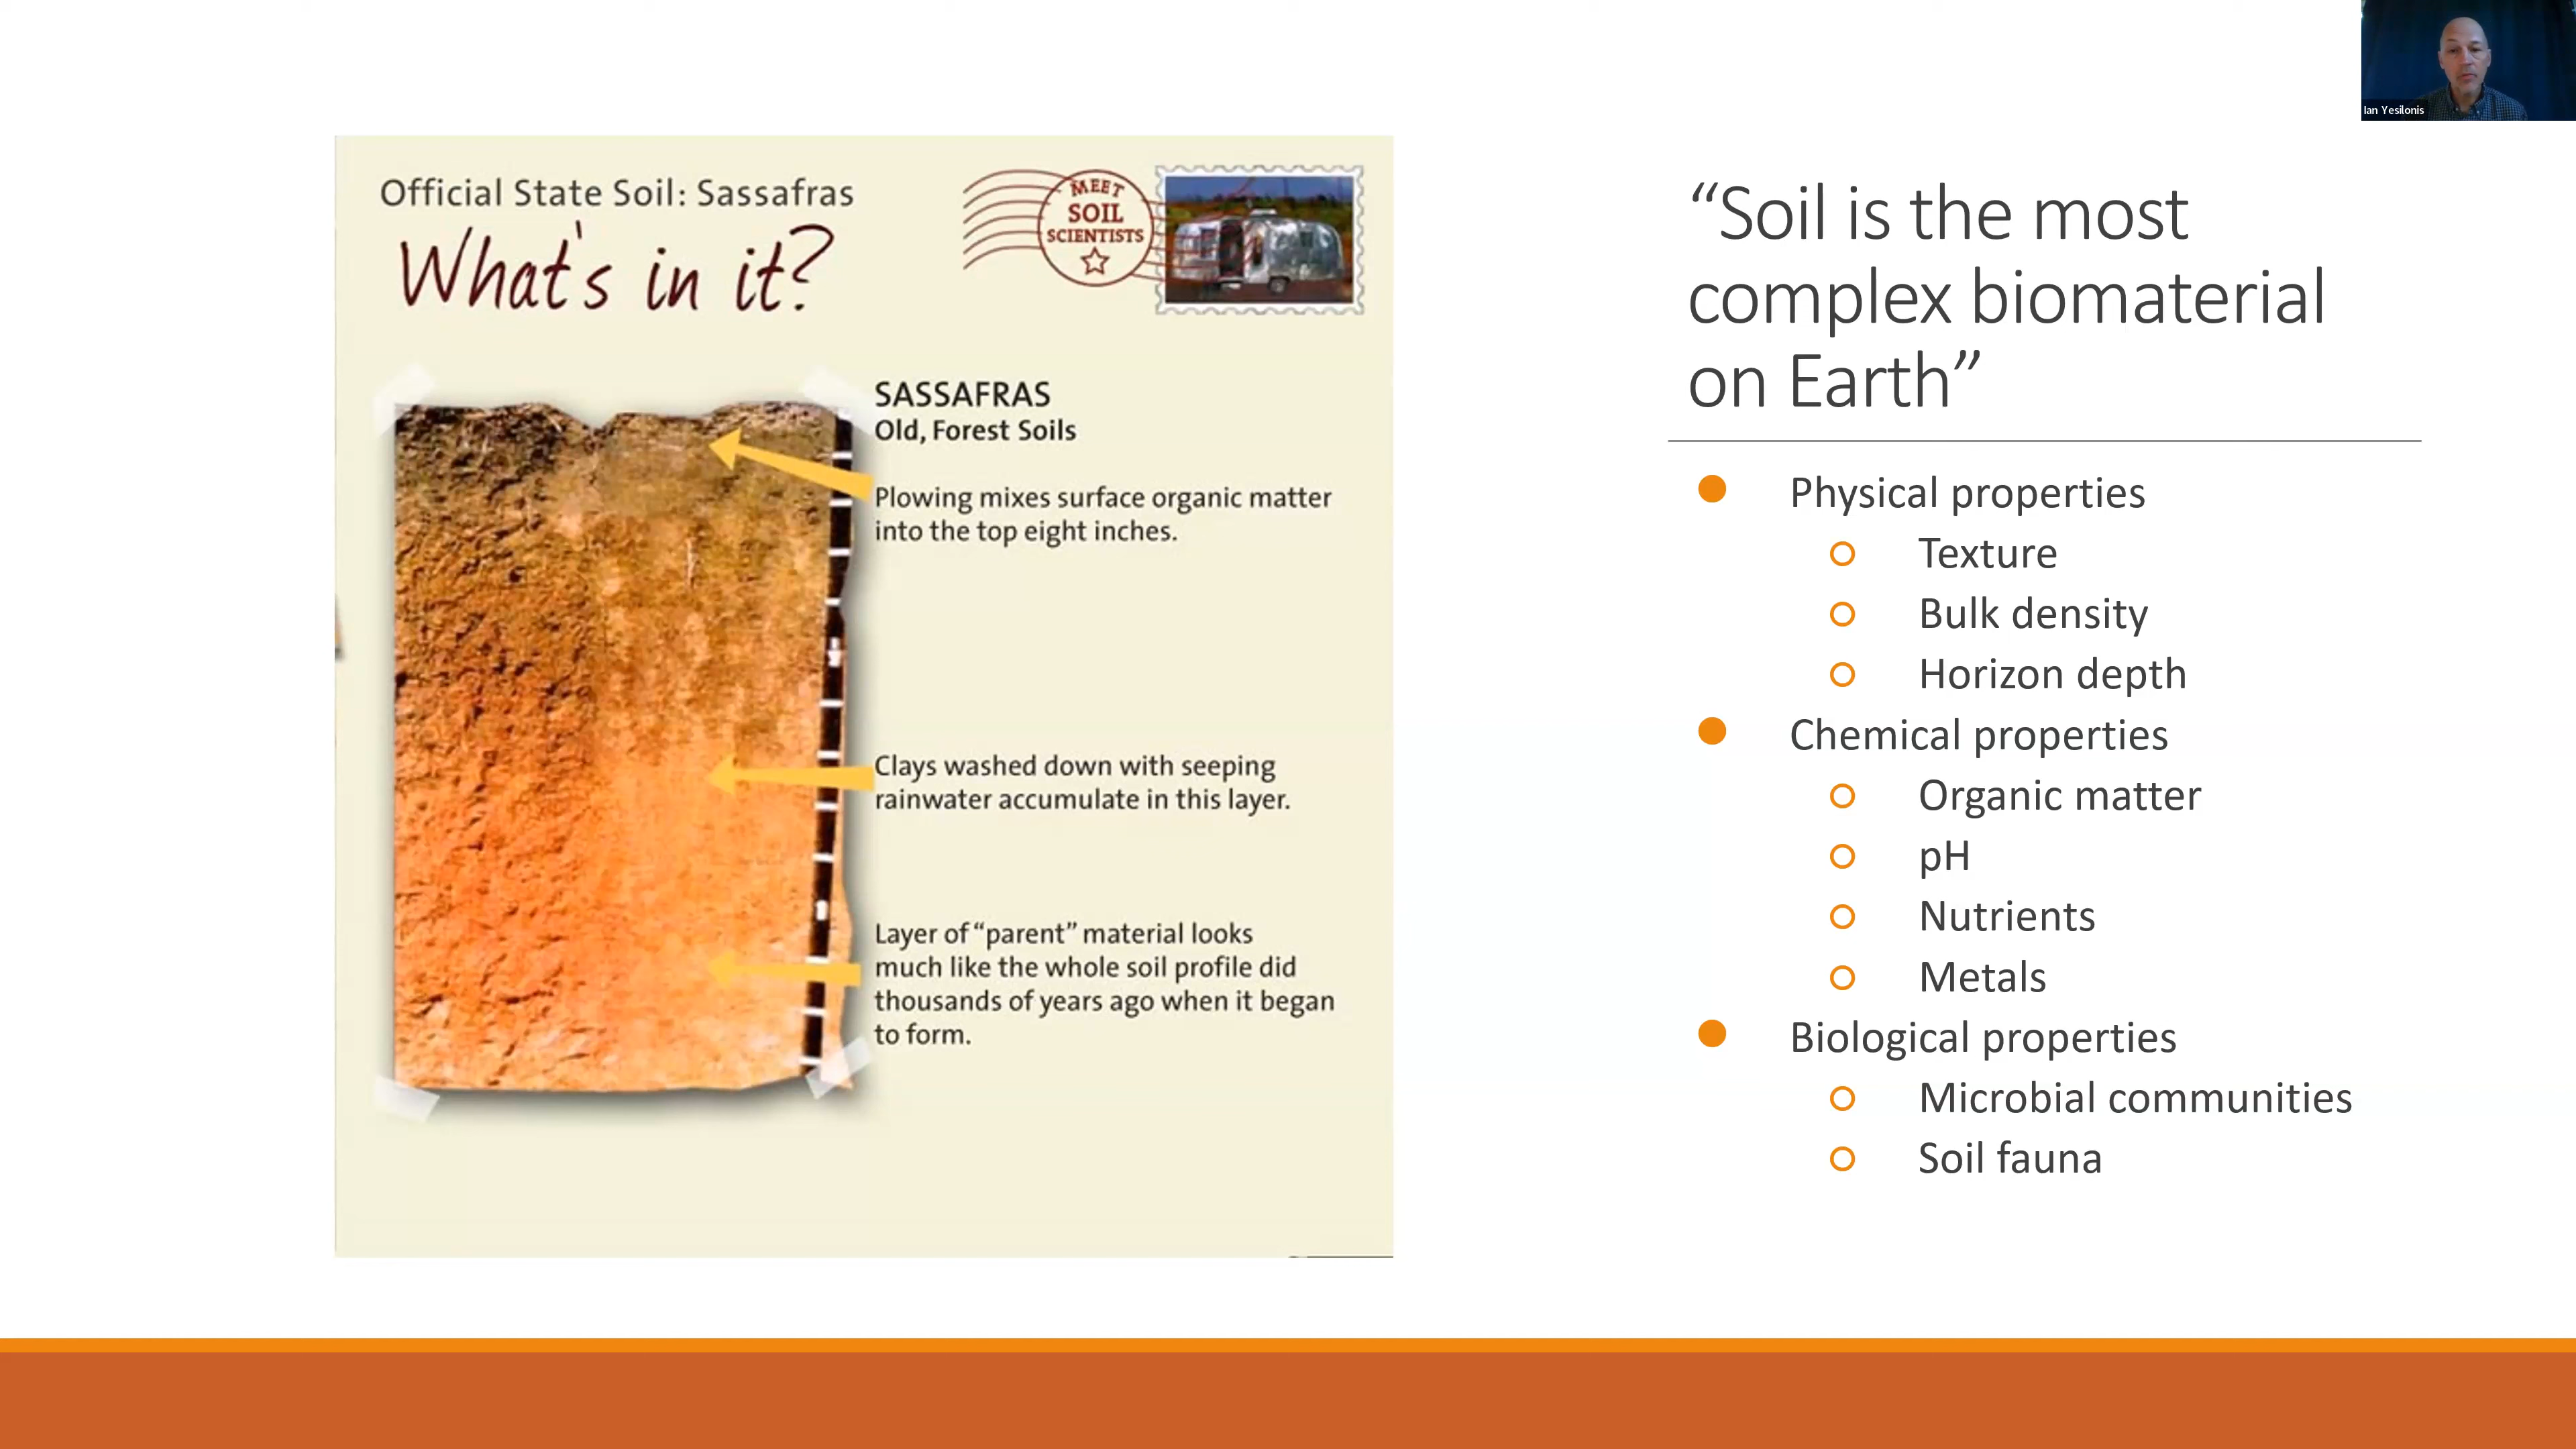 Ian Yesilonis
Official State Soil: Sassafras
What's in it?
MEET
SOIL
SCIENTISTS
SASSAFRAS
Old, Forest Soils
Plowing mixes surface organic matter
into the top eight inches.
Clays washed down with seeping
rainwater accumulate in this layer.
Layer of “parent” material looks
much like the whole soil profile did
thousands of years ago when it began
to form.
“Soil is the most
complex biomaterial
on Earth”
Physical properties
Texture
Bulk density
Horizon depth
Chemical properties
Organic matter
pH
Nutrients
Metals
Biological properties
Microbial communities
Soil fauna